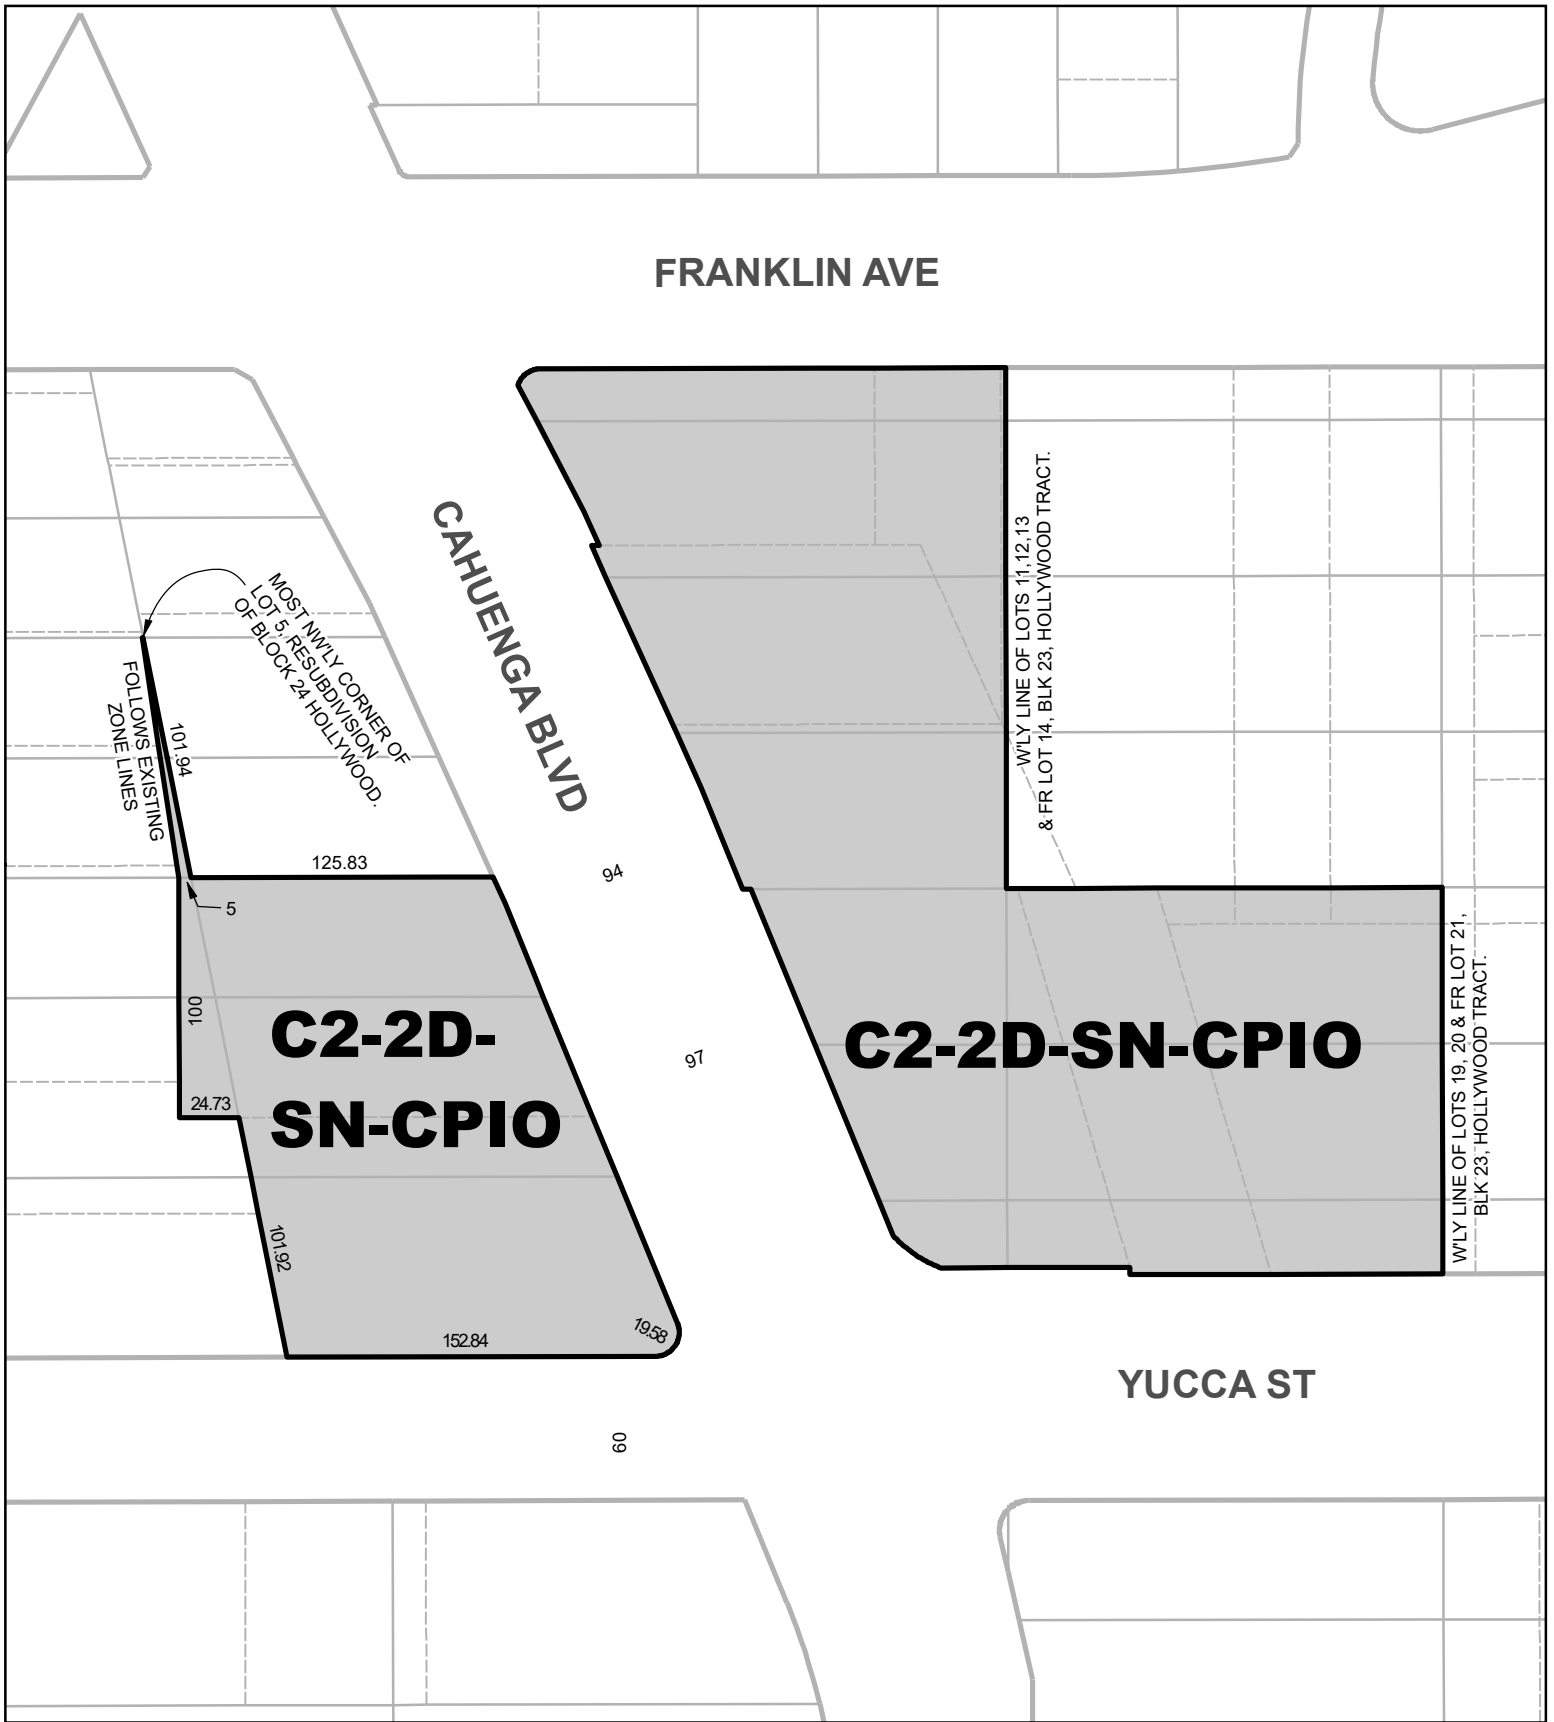 FRANKLIN AVE
CAHUENGA BLVD
W'LY LINE OF LOTS 11,12,13
& FR LOT 14, BLK 23, HOLLYWOOD TRACT.
MOST NW'LY CORNER OF
LOT 5, RESUBDIVISION
OF BLOCK 24 HOLLYWOOD.
FOLLOWS EXISTING
ZONE LINES
101.94
125.83
94
5
100
C2-2D-
SN-CPIO
97
C2-2D-SN-CPIO
W'LY LINE OF LOTS 19, 20 & FR LOT 21,
BLK 23, HOLLYWOOD TRACT.
24.73
101.92
152.84
19.58
YUCCA ST
60